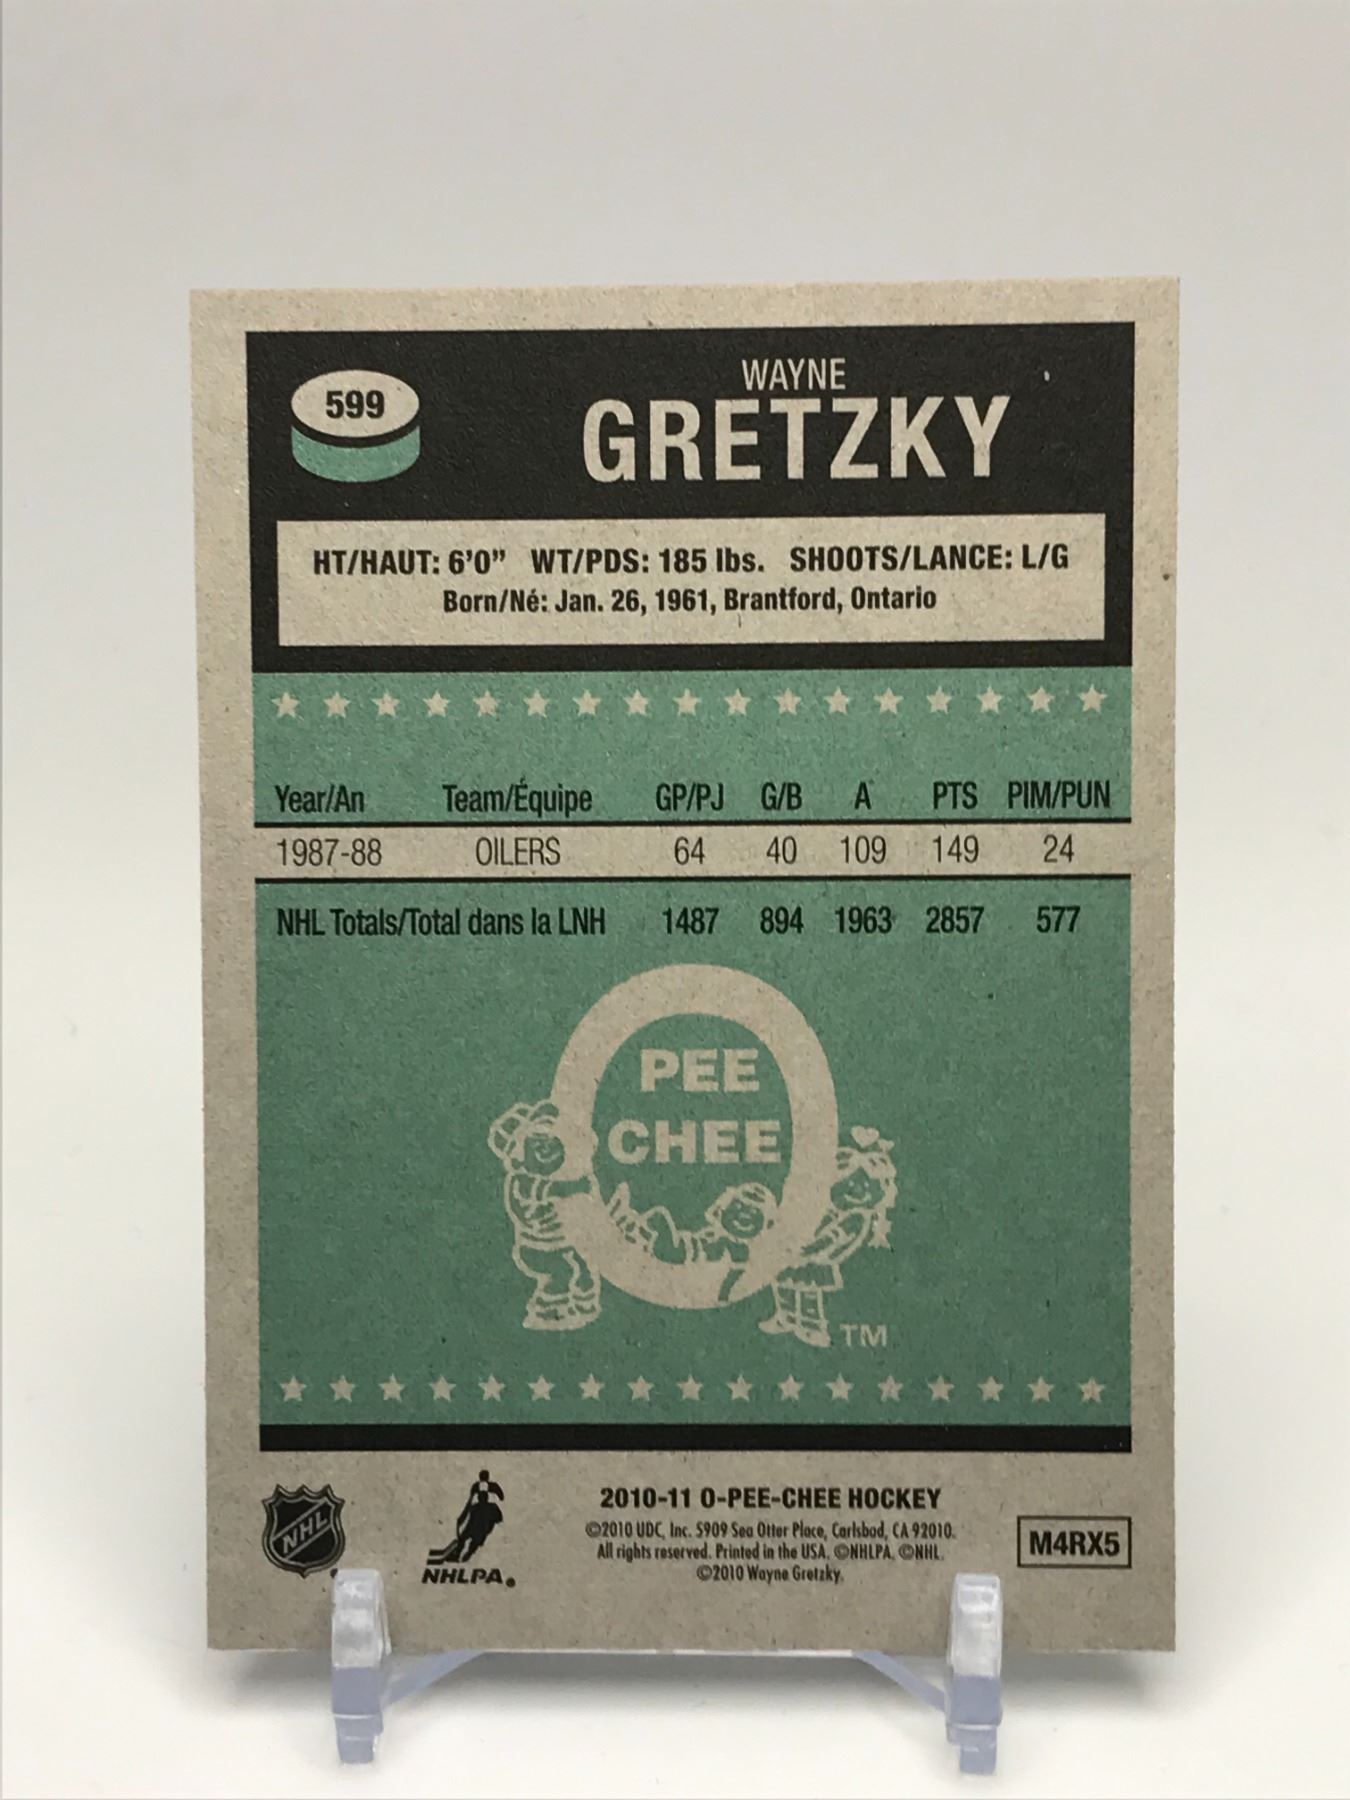 599
WAYNE
GRETZKY
HT/HAUT: 6'0" WT/PDS: 185 lbs. SHOOTS/LANCE: L/G
Born/Né: Jan. 26, 1961, Brantford, Ontario
Year/An Team/Équipe GP/PJ G/B A PTS PIM/PUN
1987-88 OILERS 64 40 109 149 24
NHL Totals/Total dans la LNH 1487 894 1963 2857 577
PEE
CHEE
TM
NHL
NHLPA
2010-11 O-PEE-CHEE HOCKEY
©2010 UDC, Inc. 5909 Sea Otter Place, Carlsbad, CA 92010.
All rights reserved. Printed in the USA. ©NHLPA. ©NHL.
©2010 Wayne Gretzky.
M4RX5